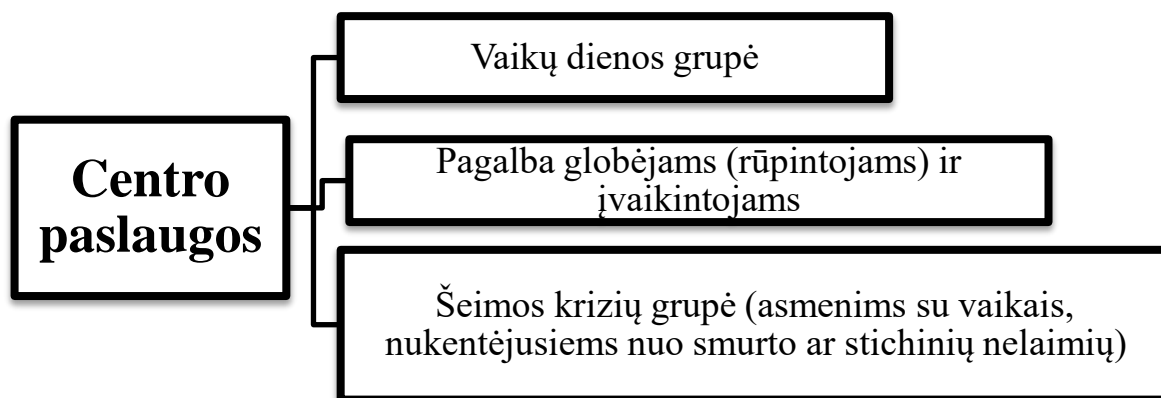 Centro
paslaugos
Vaikų dienos grupė
Pagalba globėjams (rūpintojams) ir
įvaikintojams
Šeimos krizių grupė (asmenims su vaikais,
nukentėjusiems nuo smurto ar stichinių nelaimių)